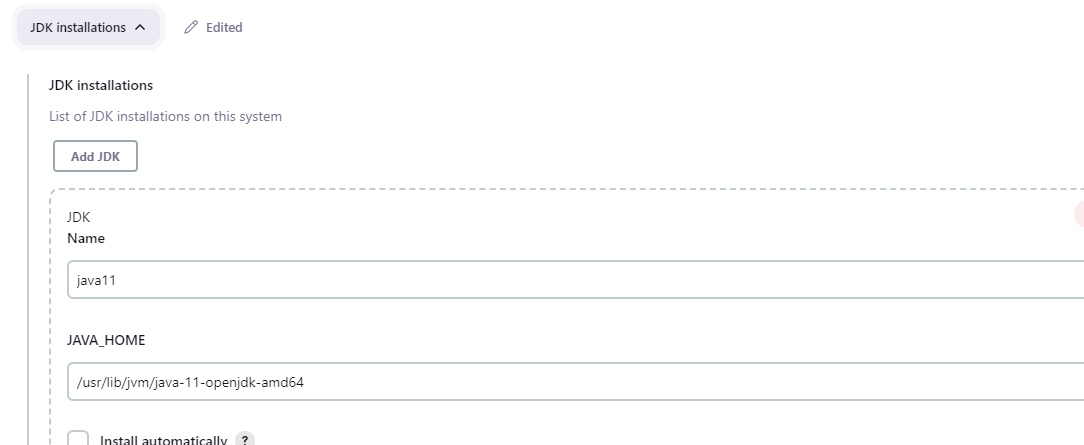 JDK installations
Edited
JDK installations
List of JDK installations on this system
Add JDK
JDK
Name
java11
JAVA_HOME
/usr/lib/jvm/java-11-openjdk-amd64
Install automatically ?